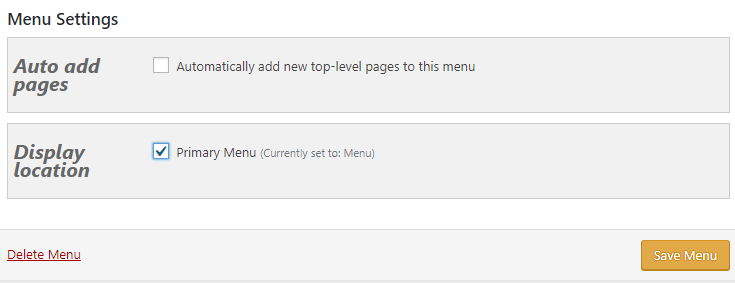 Menu Settings
Auto add
pages
Automatically add new top-level pages to this menu
Display
location
Primary Menu (Currently set to: Menu)
Delete Menu
Save Menu